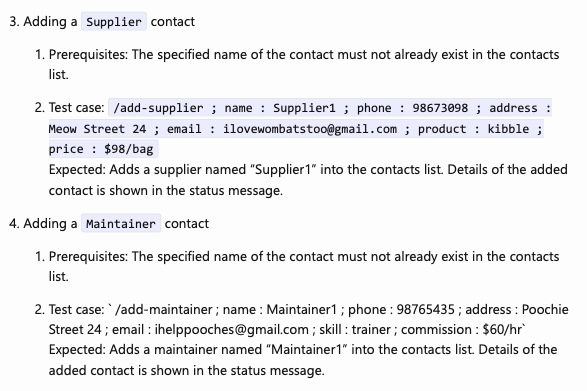 3. Adding a Supplier contact
1. Prerequisites: The specified name of the contact must not already exist in the contacts
list.
2. Test case: /add-supplier ; name : Supplier1 ; phone : 98673098 ; address :
Meow Street 24 ; email : ilovewombatstoo@gmail.com ; product : kibble ;
price : $98/bag
Expected: Adds a supplier named “Supplier1” into the contacts list. Details of the added
contact is shown in the status message.
4. Adding a Maintainer contact
1. Prerequisites: The specified name of the contact must not already exist in the contacts
list.
2. Test case: `/add-maintainer ; name : Maintainer1 ; phone : 98765435 ; address : Poochie
Street 24 ; email : ihelppooches@gmail.com ; skill : trainer ; commission : $60/hr`
Expected: Adds a maintainer named “Maintainer1” into the contacts list. Details of the
added contact is shown in the status message.